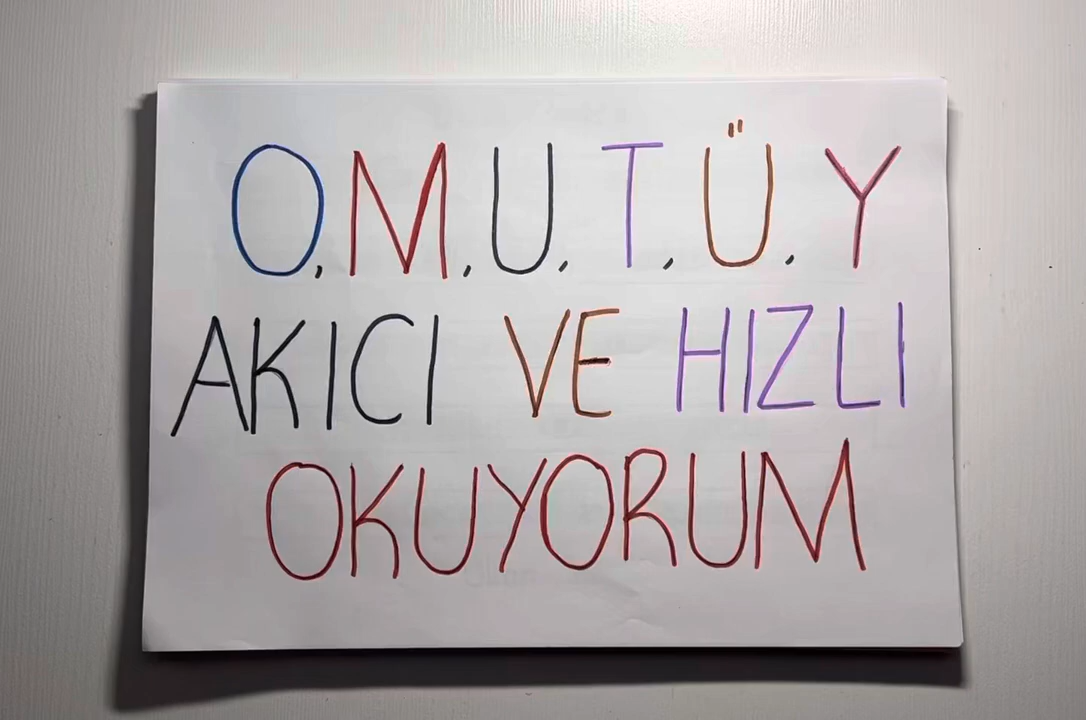 O, M, U, T, Ü, Y
AKICI VE HIZLI
OKUYORUM